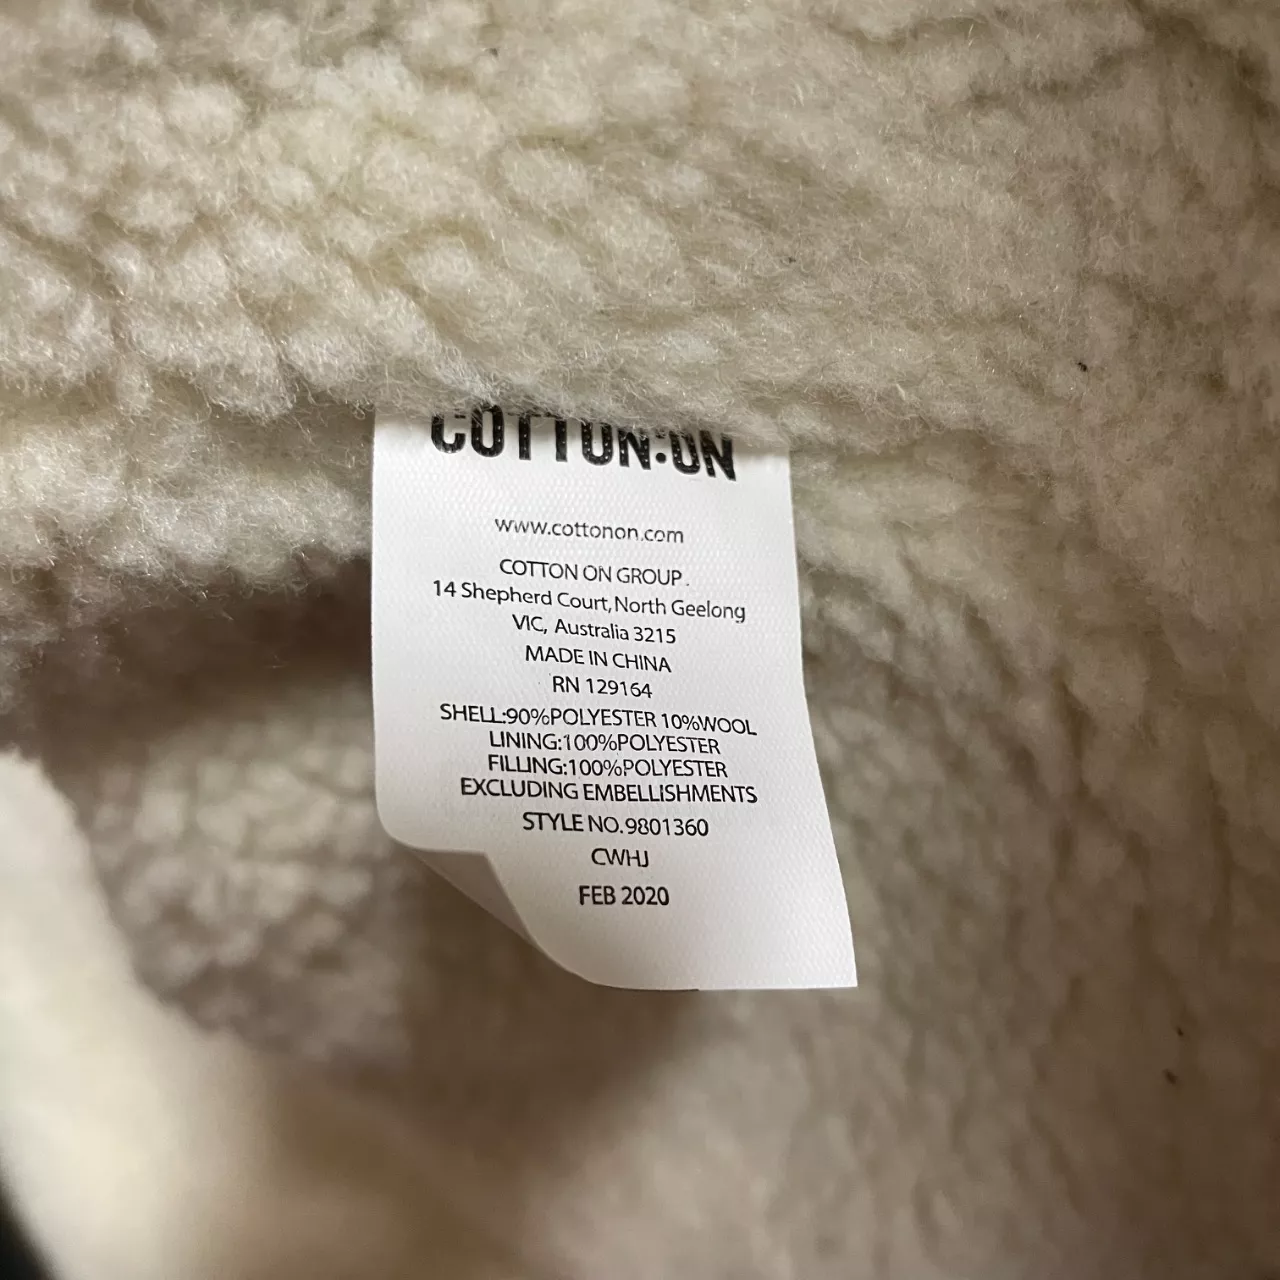 COTTON:ON
www.cottonon.com
COTTON ON GROUP.
14 Shepherd Court,North Geelong
VIC, Australia 3215
MADE IN CHINA
RN 129164
SHELL:90%POLYESTER 10%WOOL
LINING:100%POLYESTER
FILLING:100%POLYESTER
EXCLUDING EMBELLISHMENTS
STYLE NO.9801360
CWHJ
FEB 2020